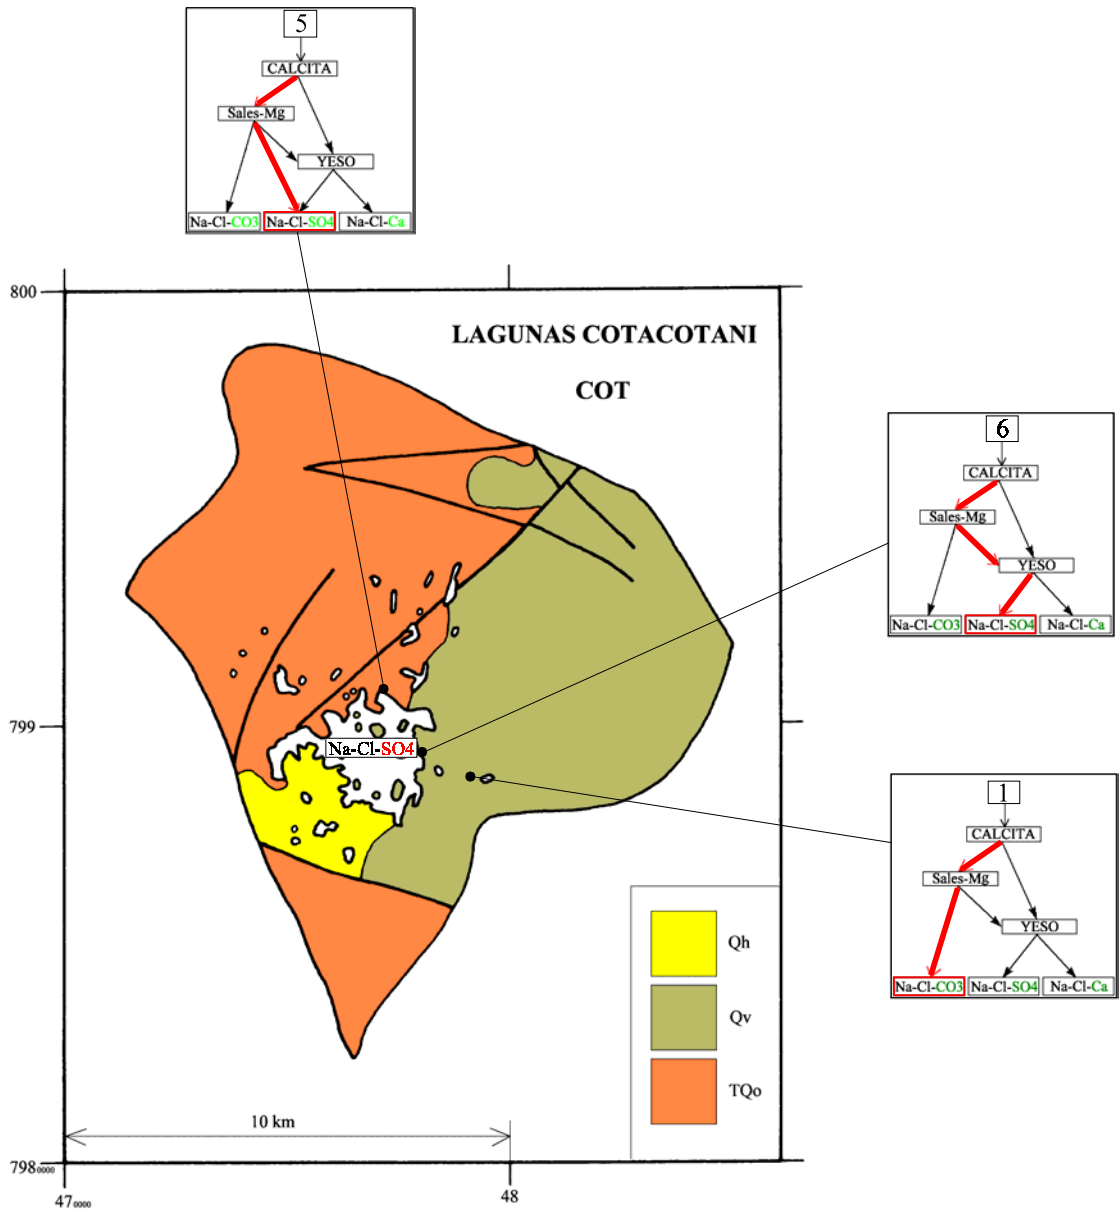 5
CALCITA
Sales-Mg
YESO
Na-Cl-CO3 Na-Cl-SO4 Na-Cl-Ca
800
LAGUNAS COTACOTANI
COT
6
CALCITA
Sales-Mg
YESO
Na-Cl-CO3 Na-Cl-SO4 Na-Cl-Ca
799
Na-Cl-SO4
1
CALCITA
Sales-Mg
YESO
Na-Cl-CO3 Na-Cl-SO4 Na-Cl-Ca
Qh
Qv
TQo
10 km
7980000
470000
48